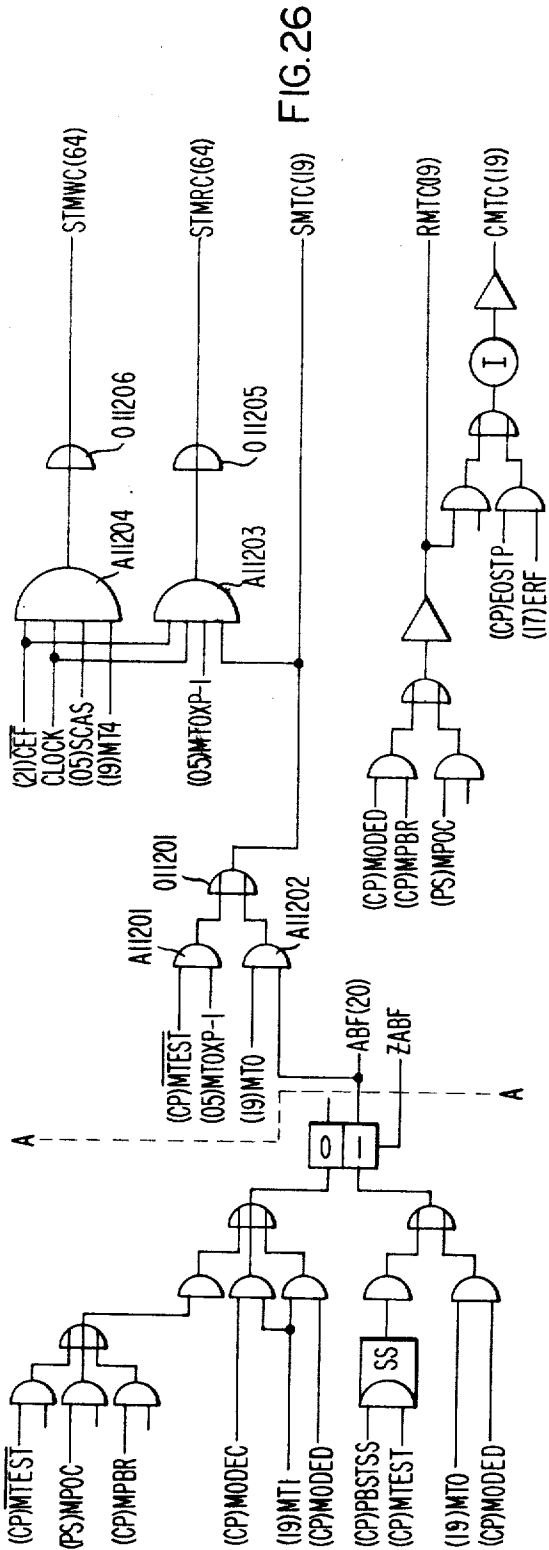 FIG.26
(21)CEF
CLOCK
(05)SCAS
(19)MT4
A11204
O11206
STMWC(64)
(05)MTOXP-1
A11203
O11205
STMRC(64)
SMTC(19)
(CP)MTEST
(05)MTOXP-1
(19)MTO
A11201
A11202
O11201
A
A
(CP)MTEST
(PS)MPOC
(CP)MPBR
(CP)MODEC
(19)MT1
(CP)MODED
(CP)PBSTSS
(CP)MTEST
SS
(19)MTO
(CP)MODED
0
1
ABF(20)
ZABF
(CP)MODED
(CP)MPBR
(PS)MPOC
RMTC(19)
(CP)EOSTP
(17)ERF
I
CMTC(19)